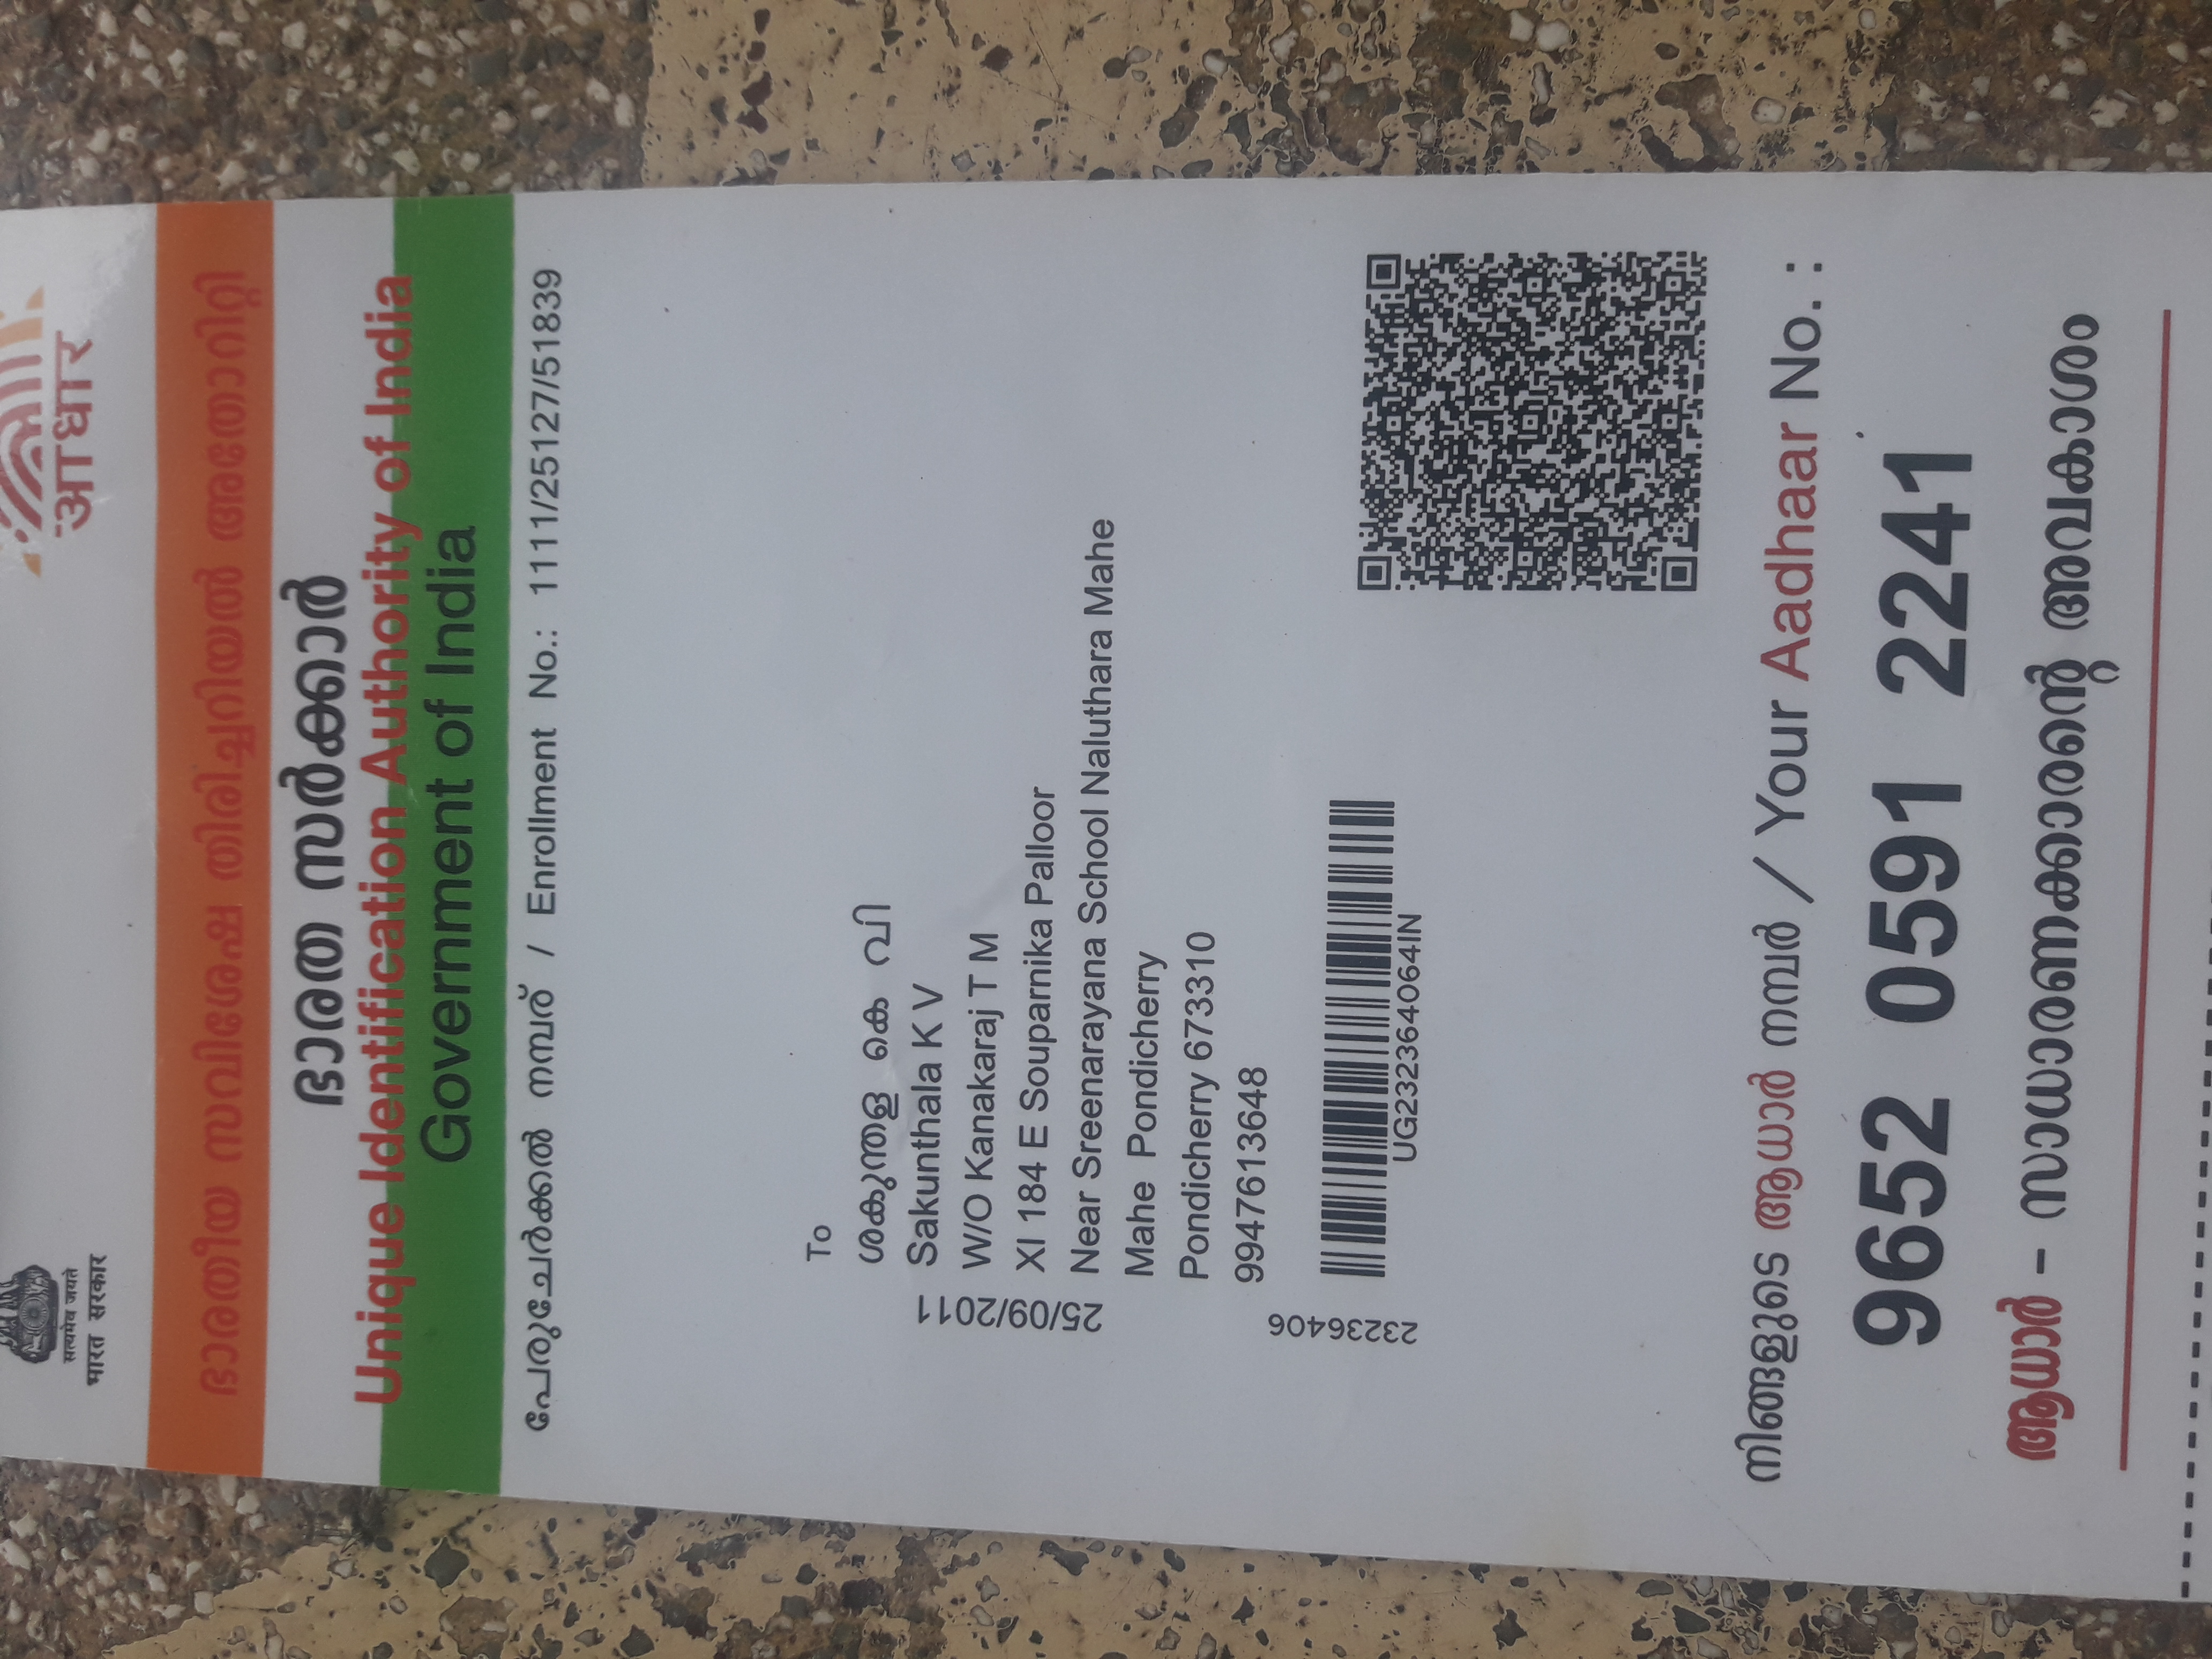 सत्यमेव जयते
भारत सरकार
आधार
ഭാരതീയ സവിശേഷ തിരിച്ചറിയൽ അതോറിറ്റി
ഭാരത സർക്കാർ
Unique Identification Authority of India
Government of India
പേരുചേർക്കൽ നമ്പര് / Enrollment No.: 1111/25127/51839
To
ശകുന്തള കെ വി
Sakunthala K V
W/O Kanakaraj T M
XI 184 E Souparnika Palloor
Near Sreenarayana School Naluthara Mahe
Mahe Pondicherry
Pondicherry 673310
9947613648
25/09/2011
23236406
UG232364064IN
നിങ്ങളുടെ ആധാർ നമ്പർ / Your Aadhaar No. :
9652 0591 2241
ആധാർ - സാധാരണക്കാരന്റെ അവകാശം